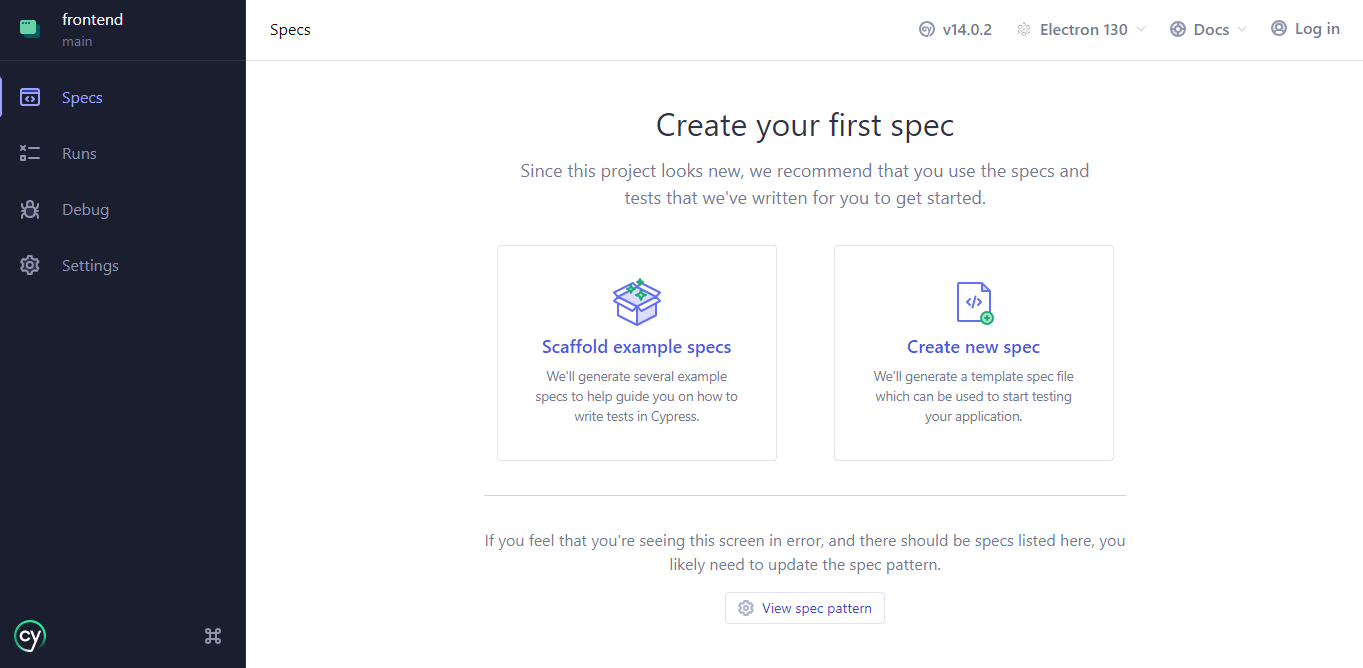 frontend
main
Specs
Runs
Debug
Settings
cy
Specs
cy v14.0.2
Electron 130
Docs
Log in
Create your first spec
Since this project looks new, we recommend that you use the specs and
tests that we've written for you to get started.
Scaffold example specs
We'll generate several example
specs to help guide you on how to
write tests in Cypress.
Create new spec
We'll generate a template spec file
which can be used to start testing
your application.
If you feel that you're seeing this screen in error, and there should be specs listed here, you
likely need to update the spec pattern.
View spec pattern